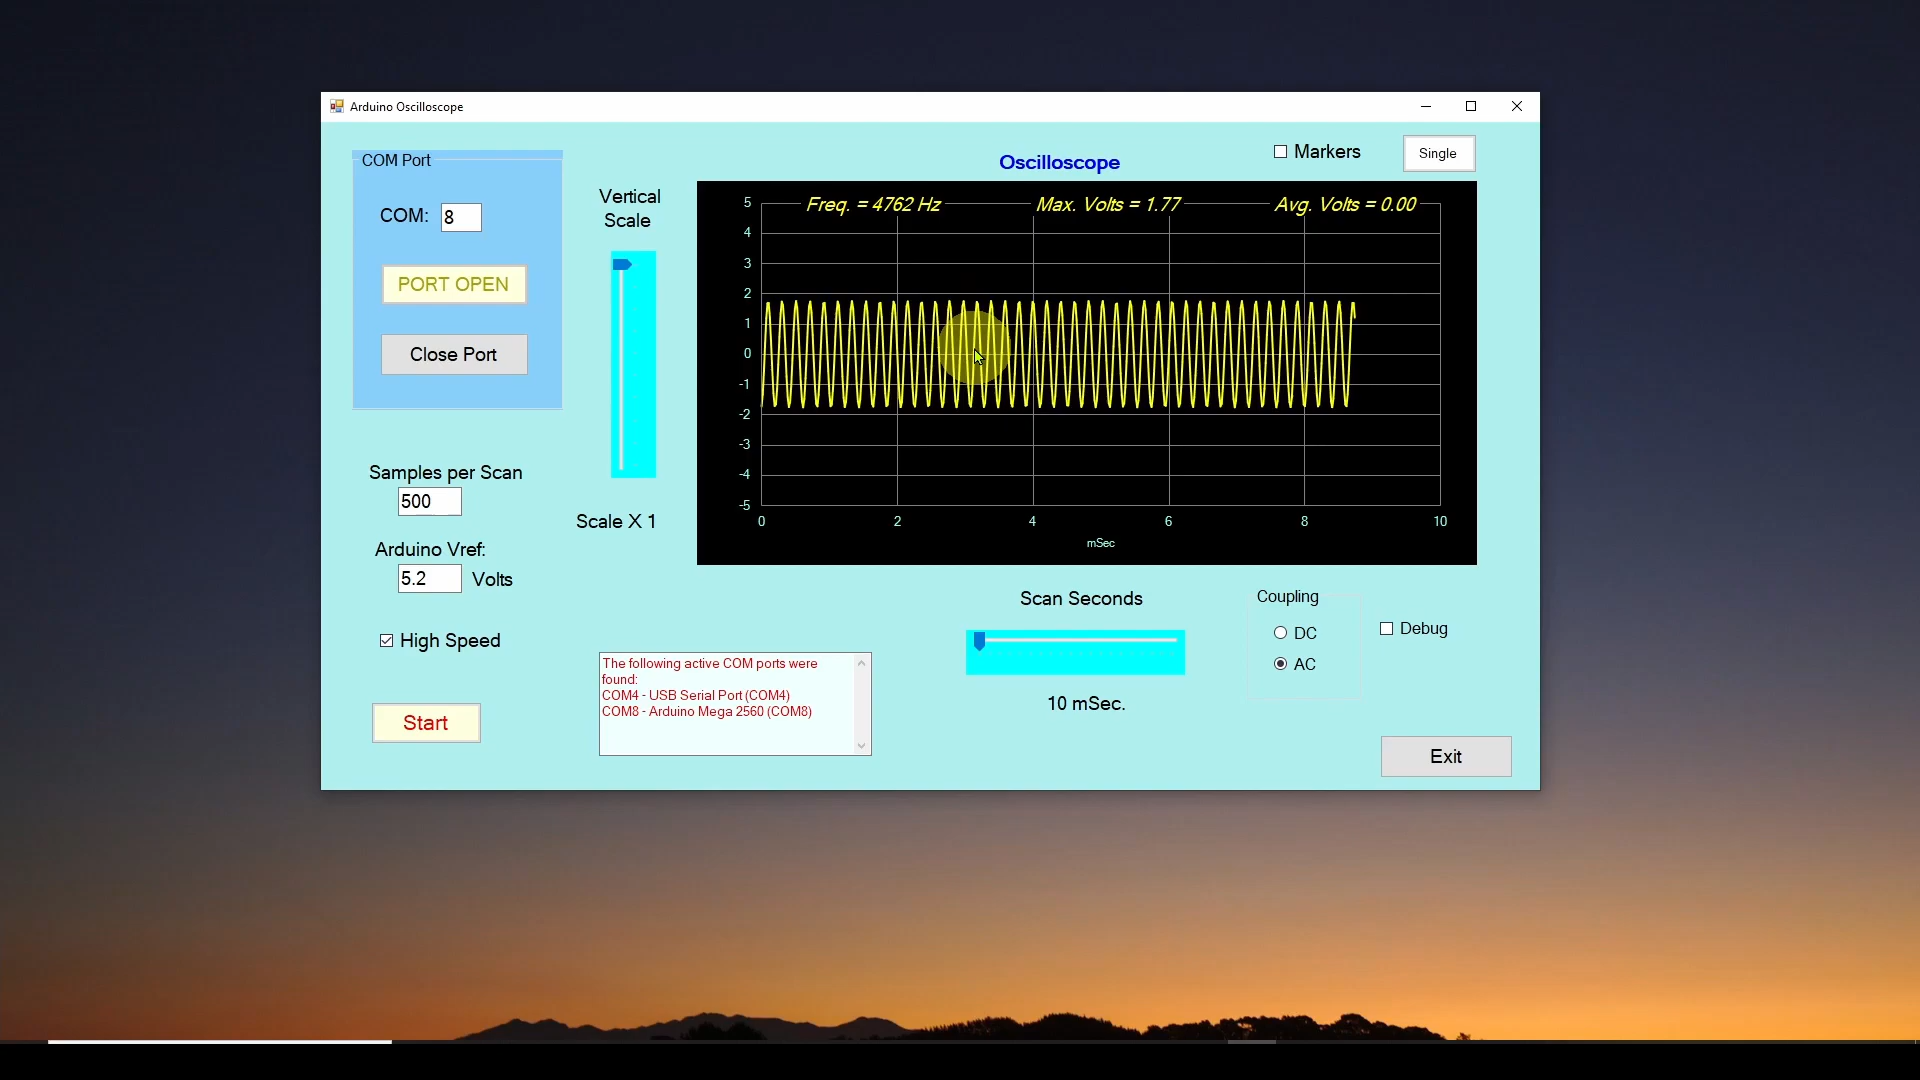 Arduino Oscilloscope
COM Port
COM: 8
PORT OPEN
Close Port
Samples per Scan
500
Arduino Vref:
5.2 Volts
High Speed
Start
Vertical
Scale
Scale X 1
Oscilloscope
Markers
Single
Freq. = 4762 Hz
Max. Volts = 1.77
Avg. Volts = 0.00
5
4
3
2
1
0
-1
-2
-3
-4
-5
0 2 4 6 8 10
mSec
The following active COM ports were
found:
COM4 - USB Serial Port (COM4)
COM8 - Arduino Mega 2560 (COM8)
Scan Seconds
10 mSec.
Coupling
DC
AC
Debug
Exit